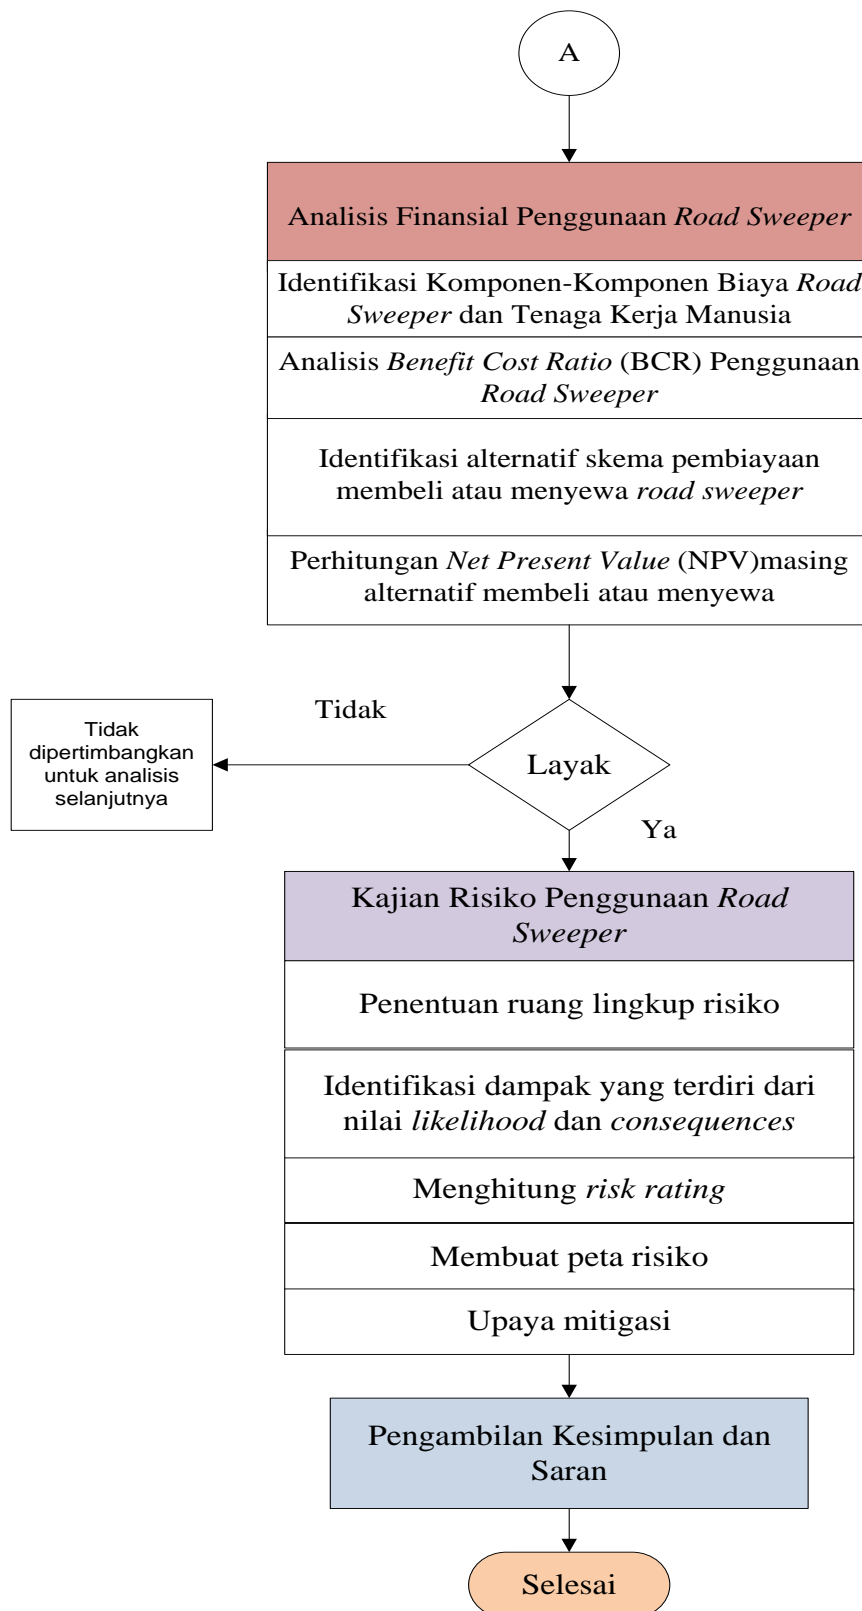 A
Analisis Finansial Penggunaan Road Sweeper
Identifikasi Komponen-Komponen Biaya Road
Sweeper dan Tenaga Kerja Manusia
Analisis Benefit Cost Ratio (BCR) Penggunaan
Road Sweeper
Identifikasi alternatif skema pembiayaan
membeli atau menyewa road sweeper
Perhitungan Net Present Value (NPV)masing
alternatif membeli atau menyewa
Tidak
Tidak
dipertimbangkan
untuk analisis
selanjutnya
Layak
Ya
Kajian Risiko Penggunaan Road
Sweeper
Penentuan ruang lingkup risiko
Identifikasi dampak yang terdiri dari
nilai likelihood dan consequences
Menghitung risk rating
Membuat peta risiko
Upaya mitigasi
Pengambilan Kesimpulan dan
Saran
Selesai